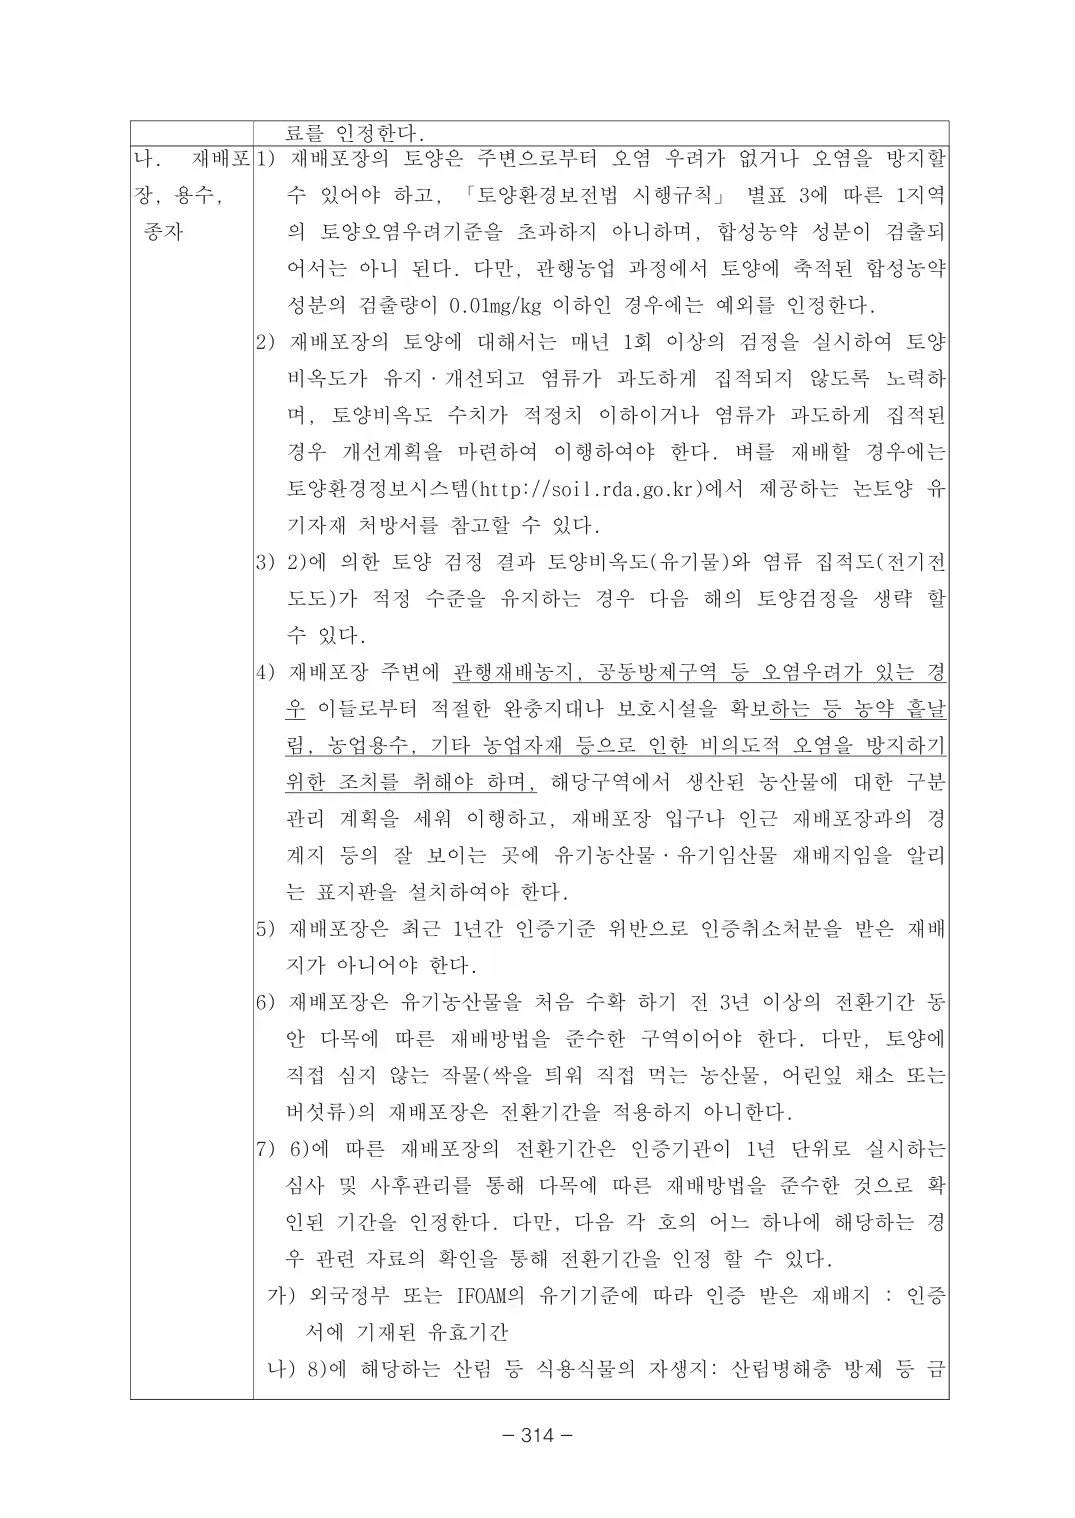 료를 인정한다.
나. 재배포
장, 용수,
종자
1) 재배포장의 토양은 주변으로부터 오염 우려가 없거나 오염을 방지할
수 있어야 하고, 「토양환경보전법 시행규칙」 별표 3에 따른 1지역
의 토양오염우려기준을 초과하지 아니하며, 합성농약 성분이 검출되
어서는 아니 된다. 다만, 관행농업 과정에서 토양에 축적된 합성농약
성분의 검출량이 0.01mg/kg 이하인 경우에는 예외를 인정한다.
2) 재배포장의 토양에 대해서는 매년 1회 이상의 검정을 실시하여 토양
비옥도가 유지·개선되고 염류가 과도하게 집적되지 않도록 노력하
며, 토양비옥도 수치가 적정치 이하이거나 염류가 과도하게 집적된
경우 개선계획을 마련하여 이행하여야 한다. 벼를 재배할 경우에는
토양환경정보시스템(http://soil.rda.go.kr)에서 제공하는 논토양 유
기자재 처방서를 참고할 수 있다.
3) 2)에 의한 토양 검정 결과 토양비옥도(유기물)와 염류 집적도(전기전
도도)가 적정 수준을 유지하는 경우 다음 해의 토양검정을 생략 할
수 있다.
4) 재배포장 주변에 관행재배농지, 공동방제구역 등 오염우려가 있는 경
우 이들로부터 적절한 완충지대나 보호시설을 확보하는 등 농약 흩날
림, 농업용수, 기타 농업자재 등으로 인한 비의도적 오염을 방지하기
위한 조치를 취해야 하며, 해당구역에서 생산된 농산물에 대한 구분
관리 계획을 세워 이행하고, 재배포장 입구나 인근 재배포장과의 경
계지 등의 잘 보이는 곳에 유기농산물·유기임산물 재배지임을 알리
는 표지판을 설치하여야 한다.
5) 재배포장은 최근 1년간 인증기준 위반으로 인증취소처분을 받은 재배
지가 아니어야 한다.
6) 재배포장은 유기농산물을 처음 수확 하기 전 3년 이상의 전환기간 동
안 다목에 따른 재배방법을 준수한 구역이어야 한다. 다만, 토양에
직접 심지 않는 작물(싹을 틔워 직접 먹는 농산물, 어린잎 채소 또는
버섯류)의 재배포장은 전환기간을 적용하지 아니한다.
7) 6)에 따른 재배포장의 전환기간은 인증기관이 1년 단위로 실시하는
심사 및 사후관리를 통해 다목에 따른 재배방법을 준수한 것으로 확
인된 기간을 인정한다. 다만, 다음 각 호의 어느 하나에 해당하는 경
우 관련 자료의 확인을 통해 전환기간을 인정 할 수 있다.
가) 외국정부 또는 IFOAM의 유기기준에 따라 인증 받은 재배지 : 인증
서에 기재된 유효기간
나) 8)에 해당하는 산림 등 식용식물의 자생지: 산림병해충 방제 등 금
- 314 -